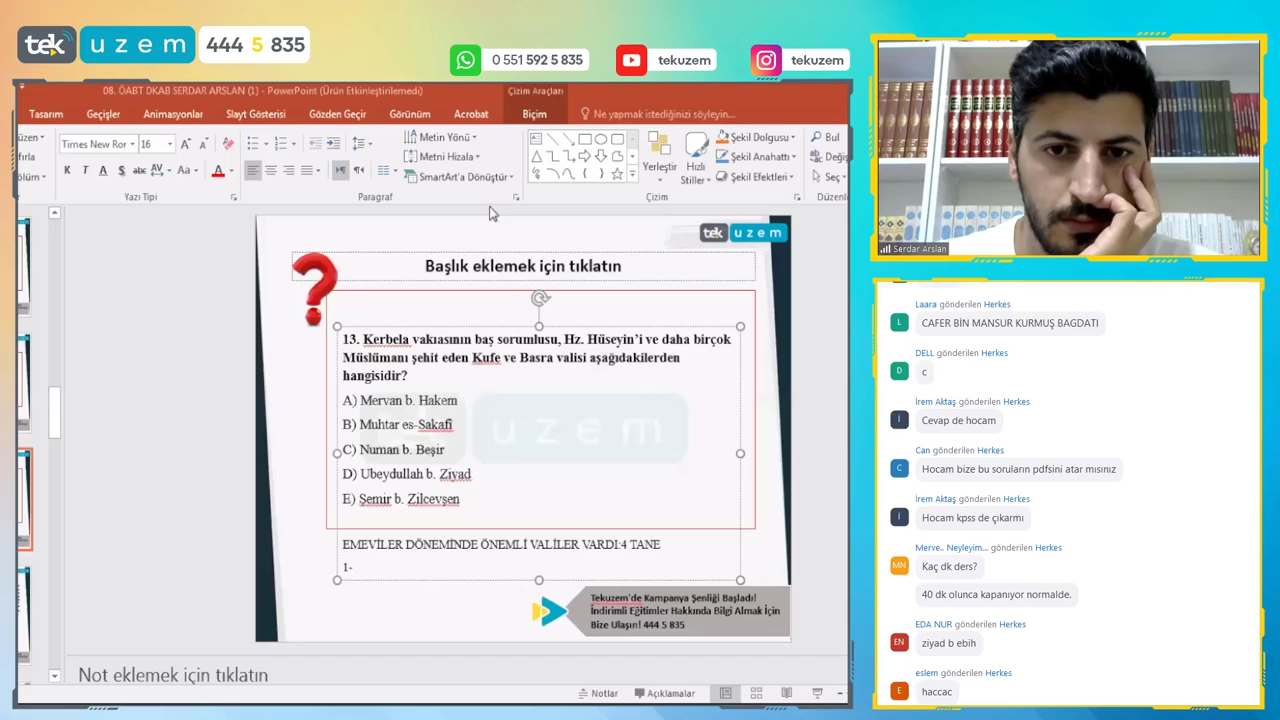 tek uzem 444 5 835
0 551 592 5 835
tekuzem
tekuzem
08. ÖABT DKAB SERDAR ARSLAN (1) - PowerPoint (Ürün Etkinleştirilemedi)
Çizim Araçları
Tasarım Geçişler Animasyonlar Slayt Gösterisi Gözden Geçir Görünüm Acrobat Biçim Ne yapmak istediğinizi söyleyin...
Times New Ror 16
Metin Yönü
Metni Hizala
SmartArt'a Dönüştür
Yerleştir
Hızlı
Stiller
Şekil Dolgusu
Şekil Anahattı
Şekil Efektleri
Bul
Değiş
Seç
Yazı Tipi
Paragraf
Çizim
Düzenle
tek uzem
Başlık eklemek için tıklatın
13. Kerbela vakıasının baş sorumlusu, Hz. Hüseyin'i ve daha birçok
Müslümanı şehit eden Kufe ve Basra valisi aşağıdakilerden
hangisidir?
A) Mervan b. Hakem
B) Muhtar es-Sakafî
C) Numan b. Beşir
D) Ubeydullah b. Ziyad
E) Şemir b. Zilcevşen
uzem
EMEVİLER DÖNEMİNDE ÖNEMLİ VALİLER VARDI:4 TANE
1-
Tekuzem'de Kampanya Şenliği Başladı!
İndirimli Eğitimler Hakkında Bilgi Almak İçin
Bize Ulaşın! 444 5 835
Not eklemek için tıklatın
Notlar
Açıklamalar
Serdar Arslan
Laara gönderilen Herkes
L
CAFER BİN MANSUR KURMUŞ BAGDATI
DELL gönderilen Herkes
D
c
İrem Aktaş gönderilen Herkes
İ
Cevap de hocam
Can gönderilen Herkes
C
Hocam bize bu soruların pdfsini atar mısınız
İrem Aktaş gönderilen Herkes
İ
Hocam kpss de çıkarmı
Merve.. Neyleyim... gönderilen Herkes
MN
Kaç dk ders?
40 dk olunca kapanıyor normalde.
EDA NUR gönderilen Herkes
EN
ziyad b ebih
eslem gönderilen Herkes
E
haccac